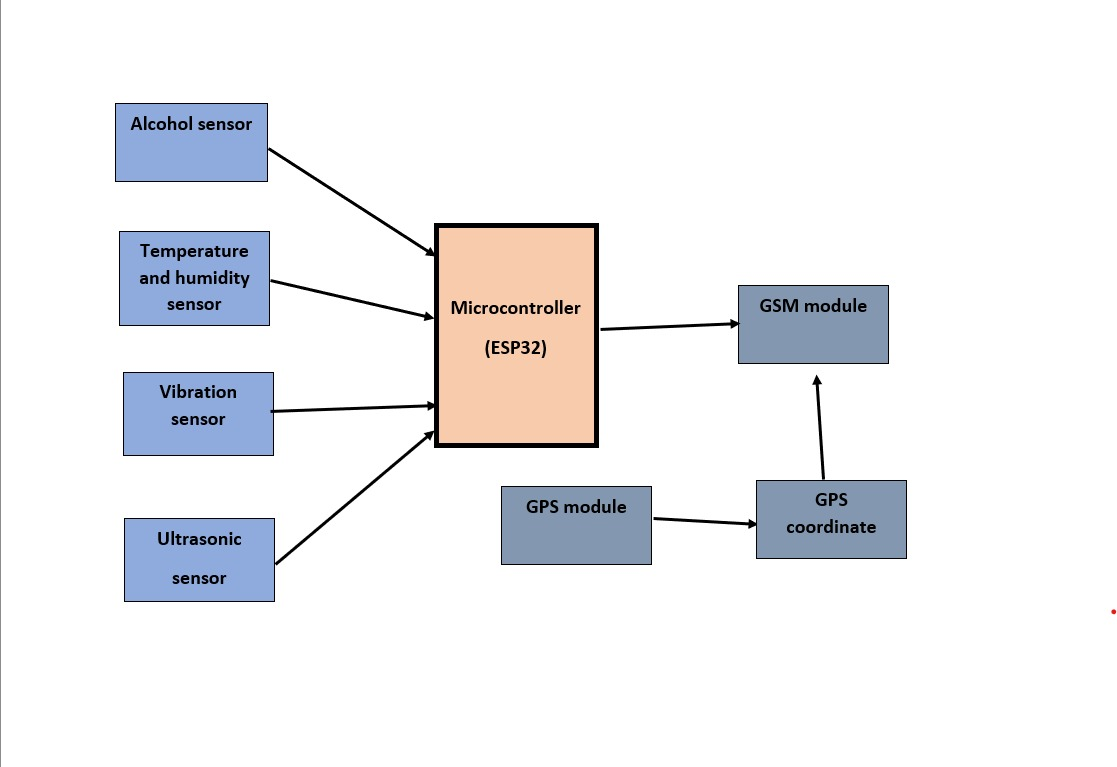 Alcohol sensor
Temperature
and humidity
sensor
Vibration
sensor
Ultrasonic
sensor
Microcontroller
(ESP32)
GSM module
GPS module
GPS
coordinate